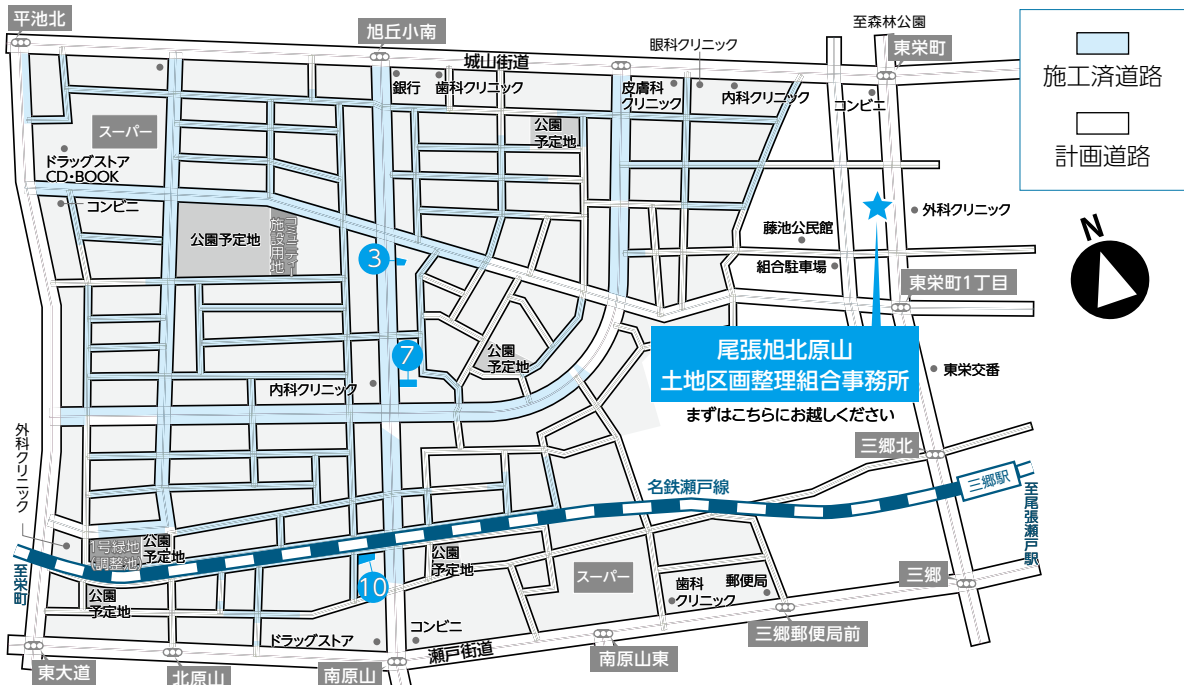 平池北
旭丘小南
城山街道
眼科クリニック
至森林公園
東栄町
施工済道路
計画道路
銀行
歯科クリニック
皮膚科
クリニック
内科クリニック
コンビニ
スーパー
公園
予定地
ドラッグストア
CD・BOOK
コンビニ
公園予定地
コミュニティ
施設用地
藤池公民館
外科クリニック
組合駐車場
N
3
東栄町1丁目
7
公園
予定地
内科クリニック
尾張旭北原山
土地区画整理組合事務所
まずはこちらにお越しください
東栄交番
外科クリニック
三郷北
名鉄瀬戸線
三郷駅
至尾張瀬戸駅
1号緑地
(調整池)
公園
予定地
至栄町
公園
予定地
10
公園
予定地
スーパー
歯科
クリニック
郵便局
三郷
ドラッグストア
コンビニ
瀬戸街道
三郷郵便局前
東大道
北原山
南原山
南原山東